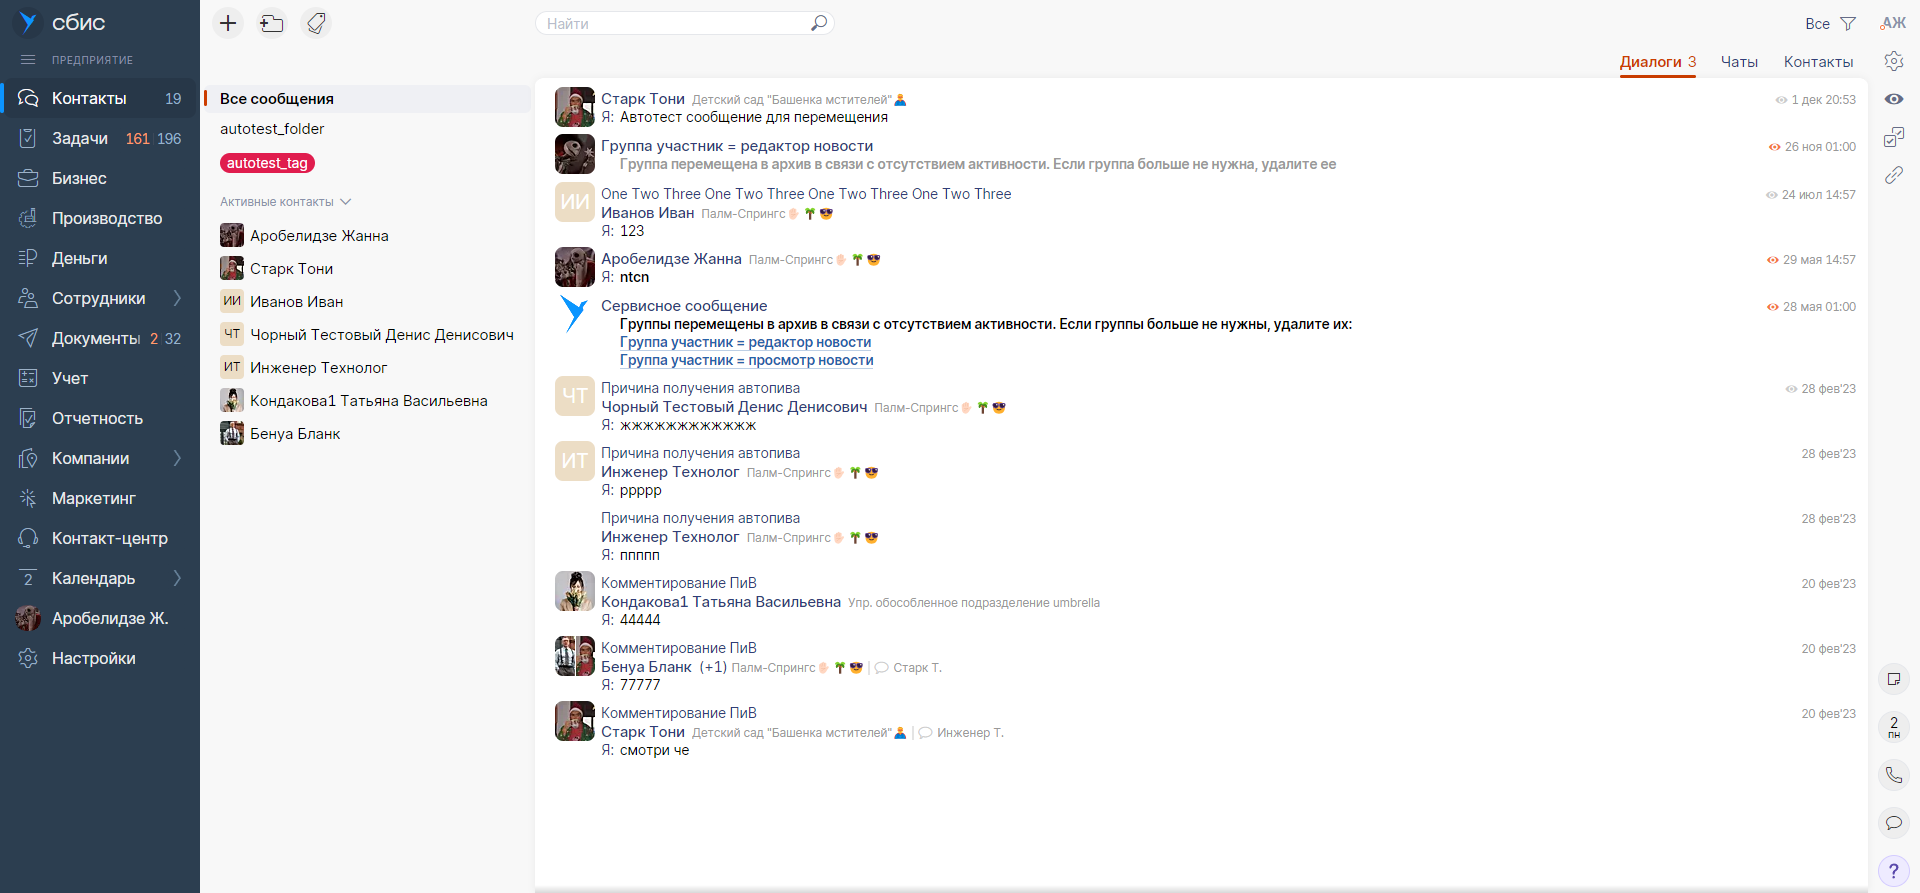 сбис
Найти
Все
АЖ
ПРЕДПРИЯТИЕ
Диалоги 3
Чаты
Контакты
Контакты 19
Задачи 161 196
Бизнес
Производство
Деньги
Сотрудники
Документы 2 32
Учет
Отчетность
Компании
Маркетинг
Контакт-центр
2 Календарь
Аробелидзе Ж.
Настройки
Все сообщения
autotest_folder
autotest_tag
Активные контакты
Аробелидзе Жанна
Старк Тони
ИИ Иванов Иван
ЧТ Чорный Тестовый Денис Денисович
ИТ Инженер Технолог
Кондакова1 Татьяна Васильевна
Бенуа Бланк
Старк Тони Детский сад "Башенка мстителей" 1 дек 20:53
Я: Автотест сообщение для перемещения
Группа участник = редактор новости 26 ноя 01:00
Группа перемещена в архив в связи с отсутствием активности. Если группа больше не нужна, удалите ее
ИИ
One Two Three One Two Three One Two Three One Two Three 24 июл 14:57
Иванов Иван Палм-Спрингс
Я: 123
Аробелидзе Жанна Палм-Спрингс 29 мая 14:57
Я: ntcn
Сервисное сообщение 28 мая 01:00
Группы перемещены в архив в связи с отсутствием активности. Если группы больше не нужны, удалите их:
Группа участник = редактор новости
Группа участник = просмотр новости
ЧТ
Причина получения автопива 28 фев'23
Чорный Тестовый Денис Денисович Палм-Спрингс
Я: жжжжжжжжжжжж
ИТ
Причина получения автопива 28 фев'23
Инженер Технолог Палм-Спрингс
Я: ррррр
Причина получения автопива 28 фев'23
Инженер Технолог Палм-Спрингс
Я: ппппп
Комментирование ПиВ 20 фев'23
Кондакова1 Татьяна Васильевна Упр. обособленное подразделение umbrella
Я: 44444
Комментирование ПиВ 20 фев'23
Бенуа Бланк (+1) Палм-Спрингс | Старк Т.
Я: 77777
Комментирование ПиВ 20 фев'23
Старк Тони Детский сад "Башенка мстителей" | Инженер Т.
Я: смотри че
2
пн
?